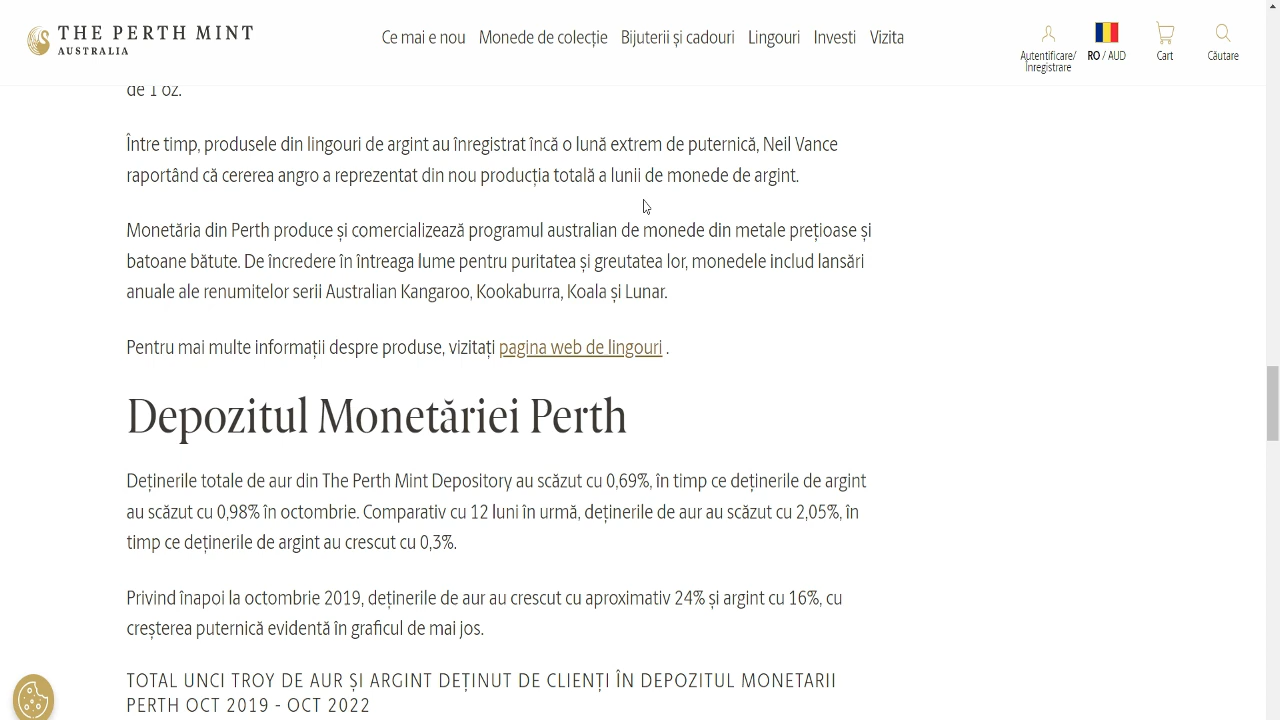 THE PERTH MINT
AUSTRALIA
Ce mai e nou Monede de colecție Bijuterii și cadouri Lingouri Investi Vizita
Autentificare/
Înregistrare
RO / AUD
Cart
Căutare
de 1 oz.
Între timp, produsele din lingouri de argint au înregistrat încă o lună extrem de puternică, Neil Vance
raportând că cererea angro a reprezentat din nou producția totală a lunii de monede de argint.
Monetăria din Perth produce și comercializează programul australian de monede din metale prețioase și
batoane bătute. De încredere în întreaga lume pentru puritatea și greutatea lor, monedele includ lansări
anuale ale renumitelor serii Australian Kangaroo, Kookaburra, Koala și Lunar.
Pentru mai multe informații despre produse, vizitați pagina web de lingouri .
Depozitul Monetăriei Perth
Deținerile totale de aur din The Perth Mint Depository au scăzut cu 0,69%, în timp ce deținerile de argint
au scăzut cu 0,98% în octombrie. Comparativ cu 12 luni în urmă, deținerile de aur au scăzut cu 2,05%, în
timp ce deținerile de argint au crescut cu 0,3%.
Privind înapoi la octombrie 2019, deținerile de aur au crescut cu aproximativ 24% și argint cu 16%, cu
creșterea puternică evidentă în graficul de mai jos.
TOTAL UNCI TROY DE AUR ȘI ARGINT DEȚINUT DE CLIENȚI ÎN DEPOZITUL MONETARII
PERTH OCT 2019 - OCT 2022